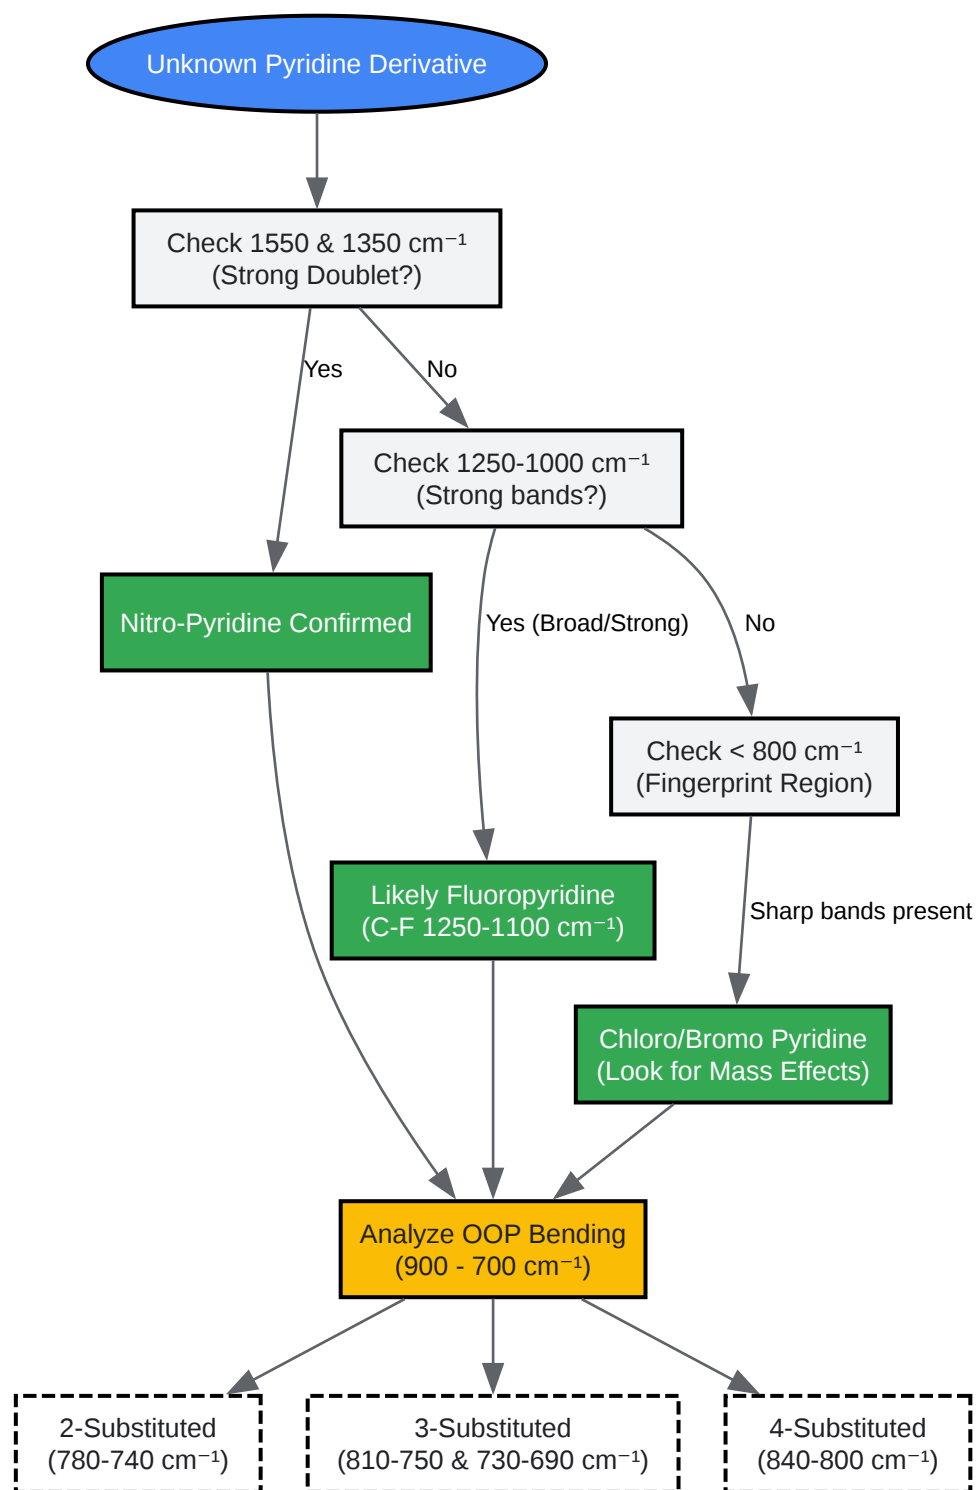 Unknown Pyridine Derivative
Check 1550 & 1350 cm⁻¹
(Strong Doublet?)
Yes
No
Check 1250-1000 cm⁻¹
(Strong bands?)
Nitro-Pyridine Confirmed
Yes (Broad/Strong)
No
Check < 800 cm⁻¹
(Fingerprint Region)
Likely Fluoropyridine
(C-F 1250-1100 cm⁻¹)
Sharp bands present
Chloro/Bromo Pyridine
(Look for Mass Effects)
Analyze OOP Bending
(900 - 700 cm⁻¹)
2-Substituted
(780-740 cm⁻¹)
3-Substituted
(810-750 & 730-690 cm⁻¹)
4-Substituted
(840-800 cm⁻¹)